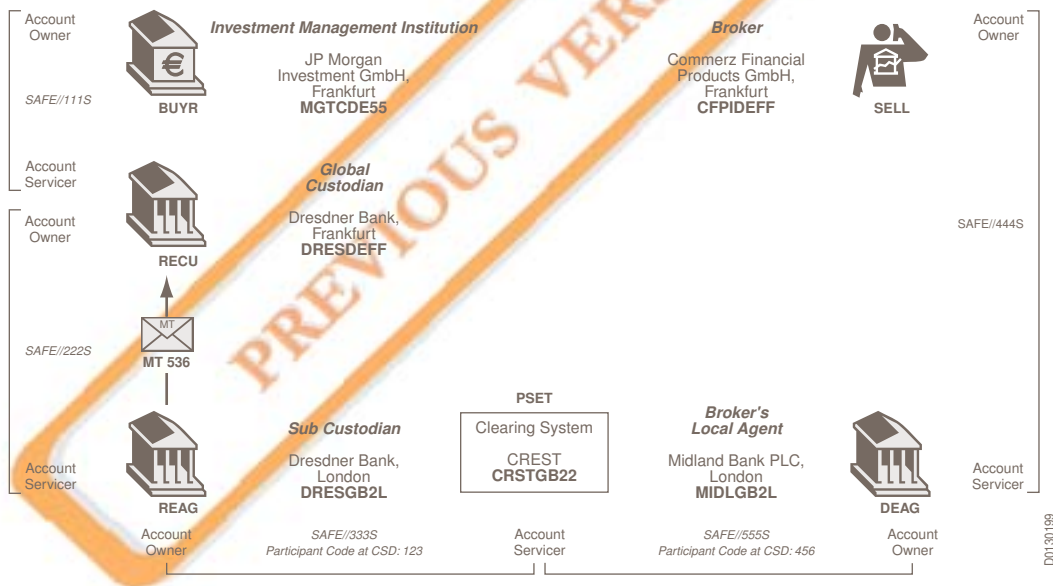 Account
Owner
Investment Management Institution
Broker
Account
Owner
€
JP Morgan
Investment GmbH,
Frankfurt
MGTCDE55
Commerz Financial
Products GmbH,
Frankfurt
CFPIDEFF
SAFE//111S
BUYR
SELL
Account
Servicer
Global
Custodian
Account
Owner
Dresdner Bank,
Frankfurt
DRESDEFF
SAFE//444S
RECU
MT
SAFE//222S
MT 536
PREVIOUS VERS
PSET
Sub Custodian
Clearing System
Broker's
Local Agent
Account
Servicer
Dresdner Bank,
London
DRESGB2L
CREST
CRSTGB22
Midland Bank PLC,
London
MIDLGB2L
Account
Servicer
REAG
DEAG
Account
Owner
SAFE//333S
Participant Code at CSD: 123
Account
Servicer
SAFE//555S
Participant Code at CSD: 456
Account
Owner
D0130199